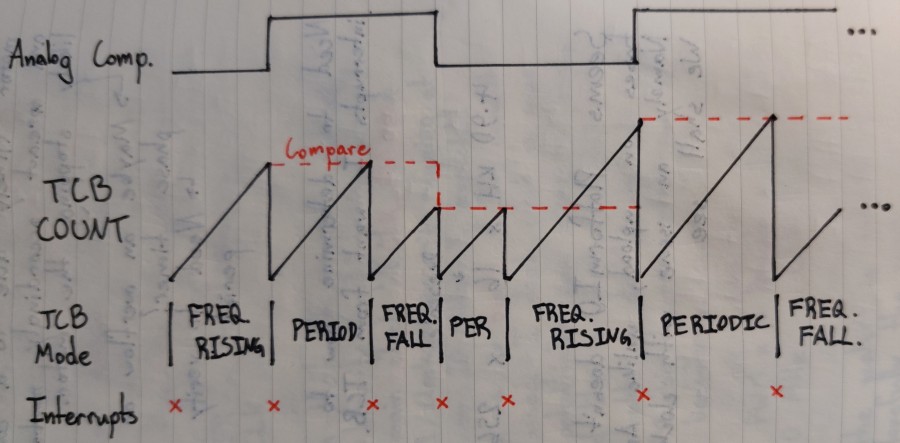 Analog Comp.
...
Compare
TCB
COUNT
...
TCB
Mode
FREQ
RISING
PERIOD.
FREQ.
FALL
PER
FREQ.
RISING
PERIODIC
FREQ.
FALL.
Interrupts
x x x x x x x